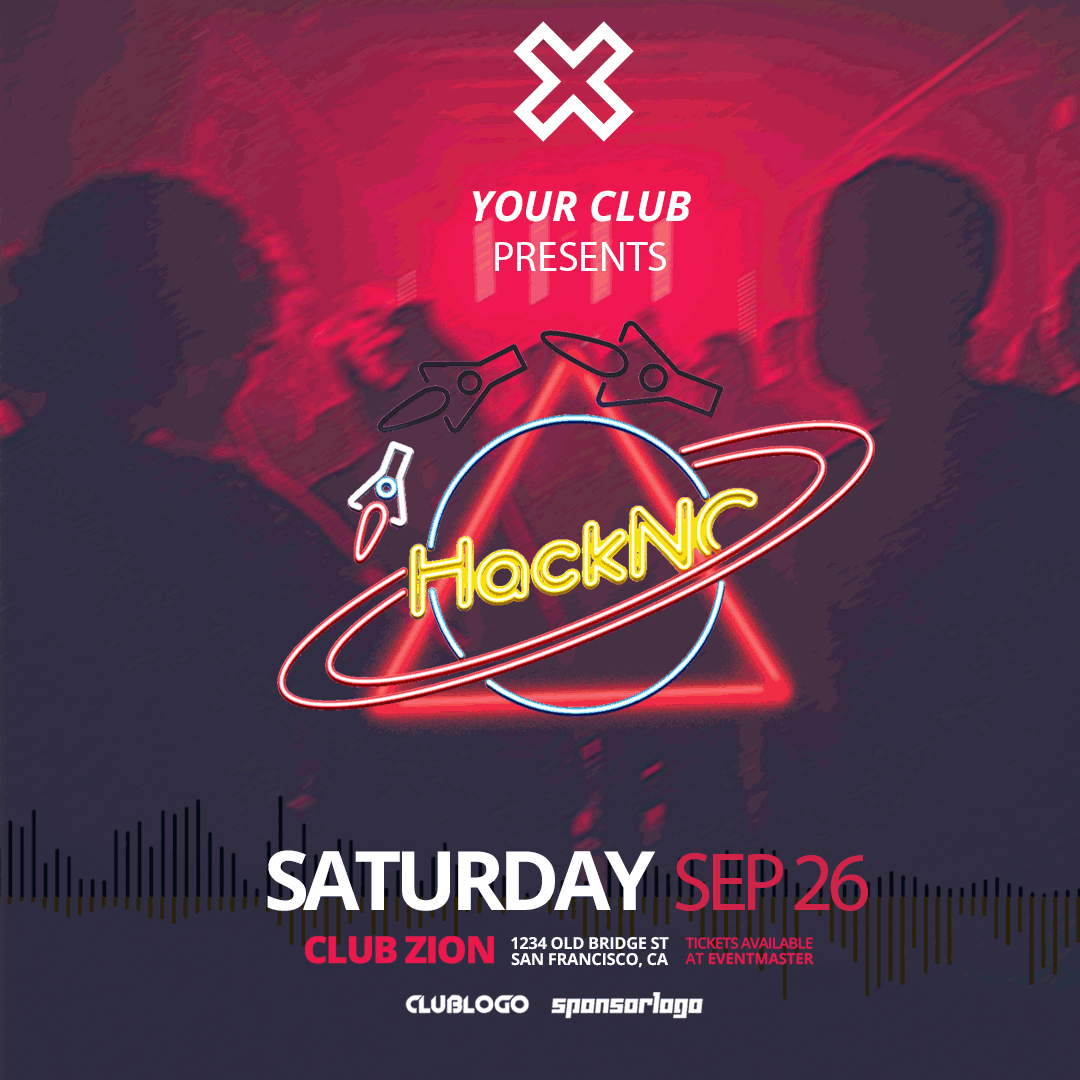 YOUR CLUB
PRESENTS
HackNC
SATURDAY SEP 26
CLUB ZION
1234 OLD BRIDGE ST
SAN FRANCISCO, CA
TICKETS AVAILABLE
AT EVENTMASTER
CLUBLOGO sponsorlogo